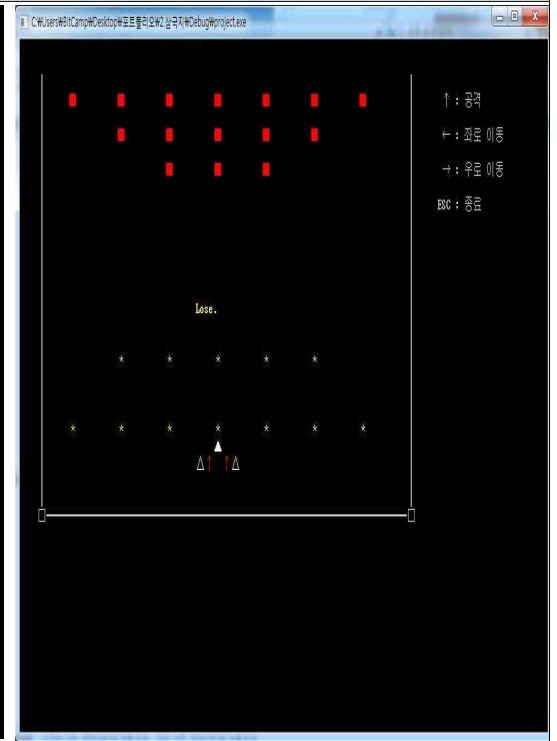 C:\Users\BitCamp\Desktop\포트폴리오\2.삼국지\Debug\project.exe
↑ : 공격
← : 좌로 이동
→ : 우로 이동
ESC : 종료
Lose.